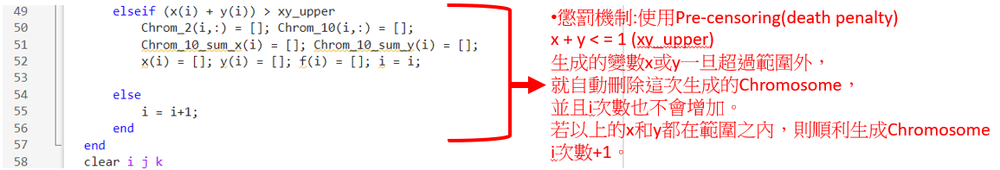 49 elseif (x(i) + y(i)) > xy_upper
50 Chrom_2(i,:) = []; Chrom_10(i,:) = [];
51 Chrom_10_sum_x(i) = []; Chrom_10_sum_y(i) = [];
52 x(i) = []; y(i) = []; f(i) = []; i = i;
53
54 else
55 i = i+1;
56 end
57 end
58 clear i j k
•懲罰機制:使用Pre-censoring(death penalty)
x + y < = 1 (xy_upper)
生成的變數x或y一旦超過範圍外，
就自動刪除這次生成的Chromosome，
並且i次數也不會增加。
若以上的x和y都在範圍之內，則順利生成Chromosome
i次數+1。